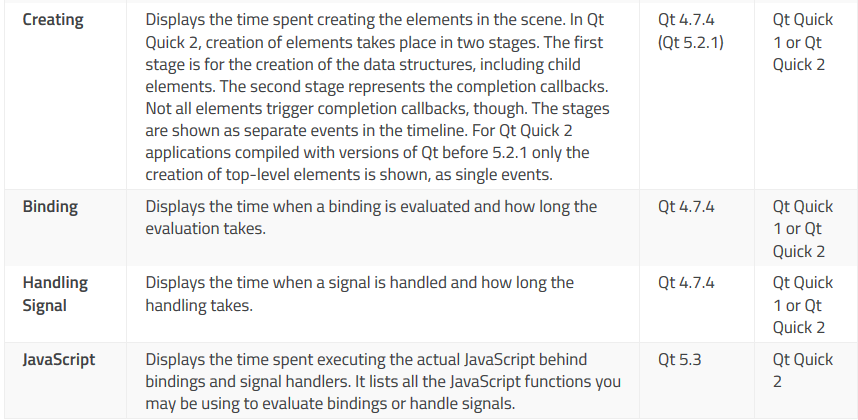 Creating
Displays the time spent creating the elements in the scene. In Qt
Quick 2, creation of elements takes place in two stages. The first
stage is for the creation of the data structures, including child
elements. The second stage represents the completion callbacks.
Not all elements trigger completion callbacks, though. The stages
are shown as separate events in the timeline. For Qt Quick 2
applications compiled with versions of Qt before 5.2.1 only the
creation of top-level elements is shown, as single events.
Qt 4.7.4
(Qt 5.2.1)
Qt Quick
1 or Qt
Quick 2
Binding
Displays the time when a binding is evaluated and how long the
evaluation takes.
Qt 4.7.4
Qt Quick
1 or Qt
Quick 2
Handling
Signal
Displays the time when a signal is handled and how long the
handling takes.
Qt 4.7.4
Qt Quick
1 or Qt
Quick 2
JavaScript
Displays the time spent executing the actual JavaScript behind
bindings and signal handlers. It lists all the JavaScript functions you
may be using to evaluate bindings or handle signals.
Qt 5.3
Qt Quick
2